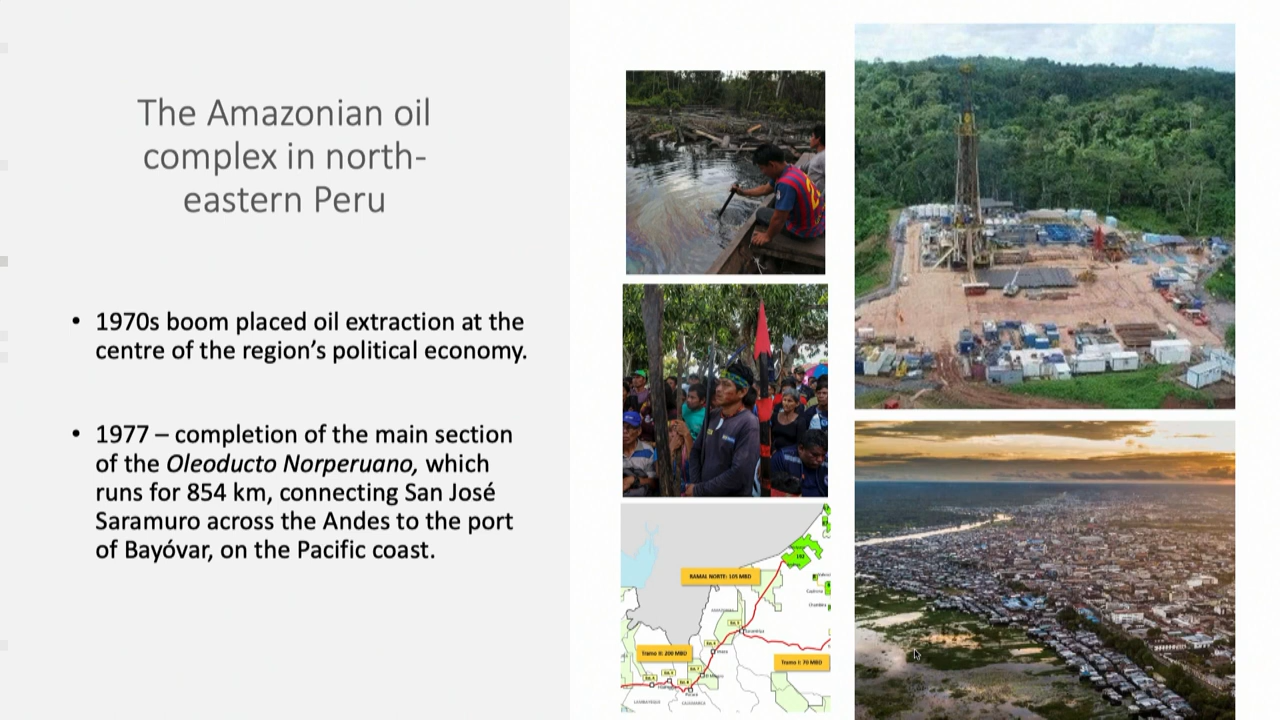 The Amazonian oil
complex in north-
eastern Peru
• 1970s boom placed oil extraction at the
centre of the region’s political economy.
• 1977 – completion of the main section
of the Oleoducto Norperuano, which
runs for 854 km, connecting San José
Saramuro across the Andes to the port
of Bayóvar, on the Pacific coast.
192
RAMAL NORTE: 105 MBD
Tramo II: 200 MBD
Tramo I: 70 MBD
LAMBAYEQUE
CAJAMARCA